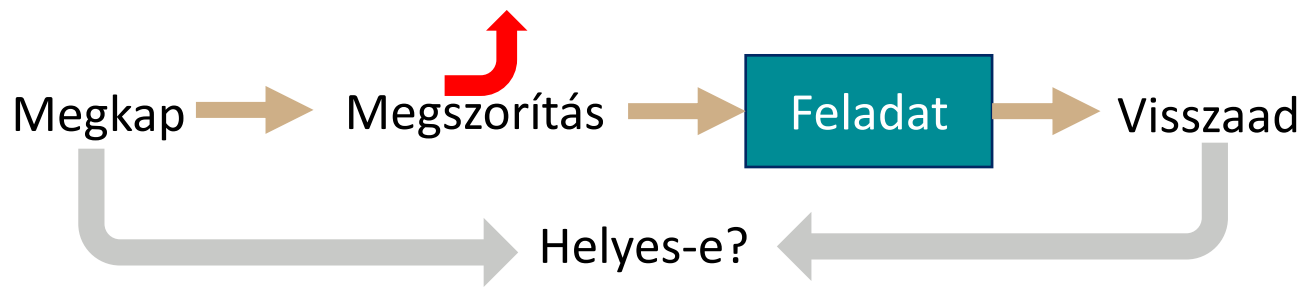 Megkap
Megszorítás
Feladat
Visszaad
Helyes-e?